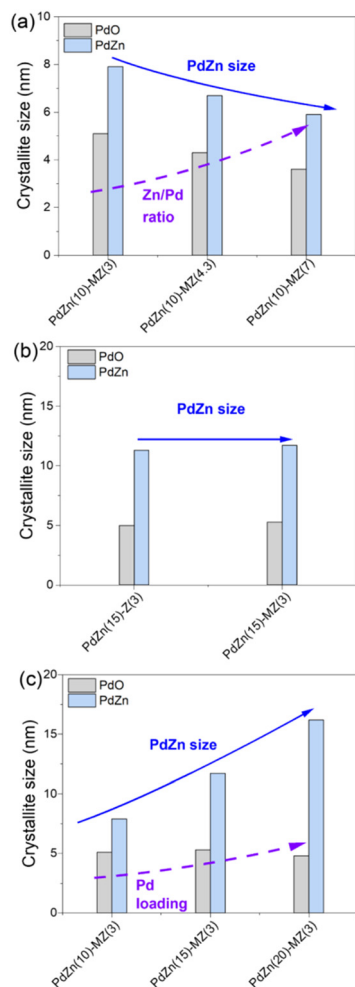 (a)
PdO
PdZn
PdZn size
Zn/Pd
ratio
Crystallite size (nm)
10
8
6
4
2
0
PdZn(10)-MZ(3)
PdZn(10)-MZ(4.3)
PdZn(10)-MZ(7)
(b)
PdO
PdZn
PdZn size
Crystallite size (nm)
20
15
10
5
0
PdZn(15)-Z(3)
PdZn(15)-MZ(3)
(c)
PdO
PdZn
PdZn size
Pd
loading
Crystallite size (nm)
20
15
10
5
0
PdZn(10)-MZ(3)
PdZn(15)-MZ(3)
PdZn(20)-MZ(3)